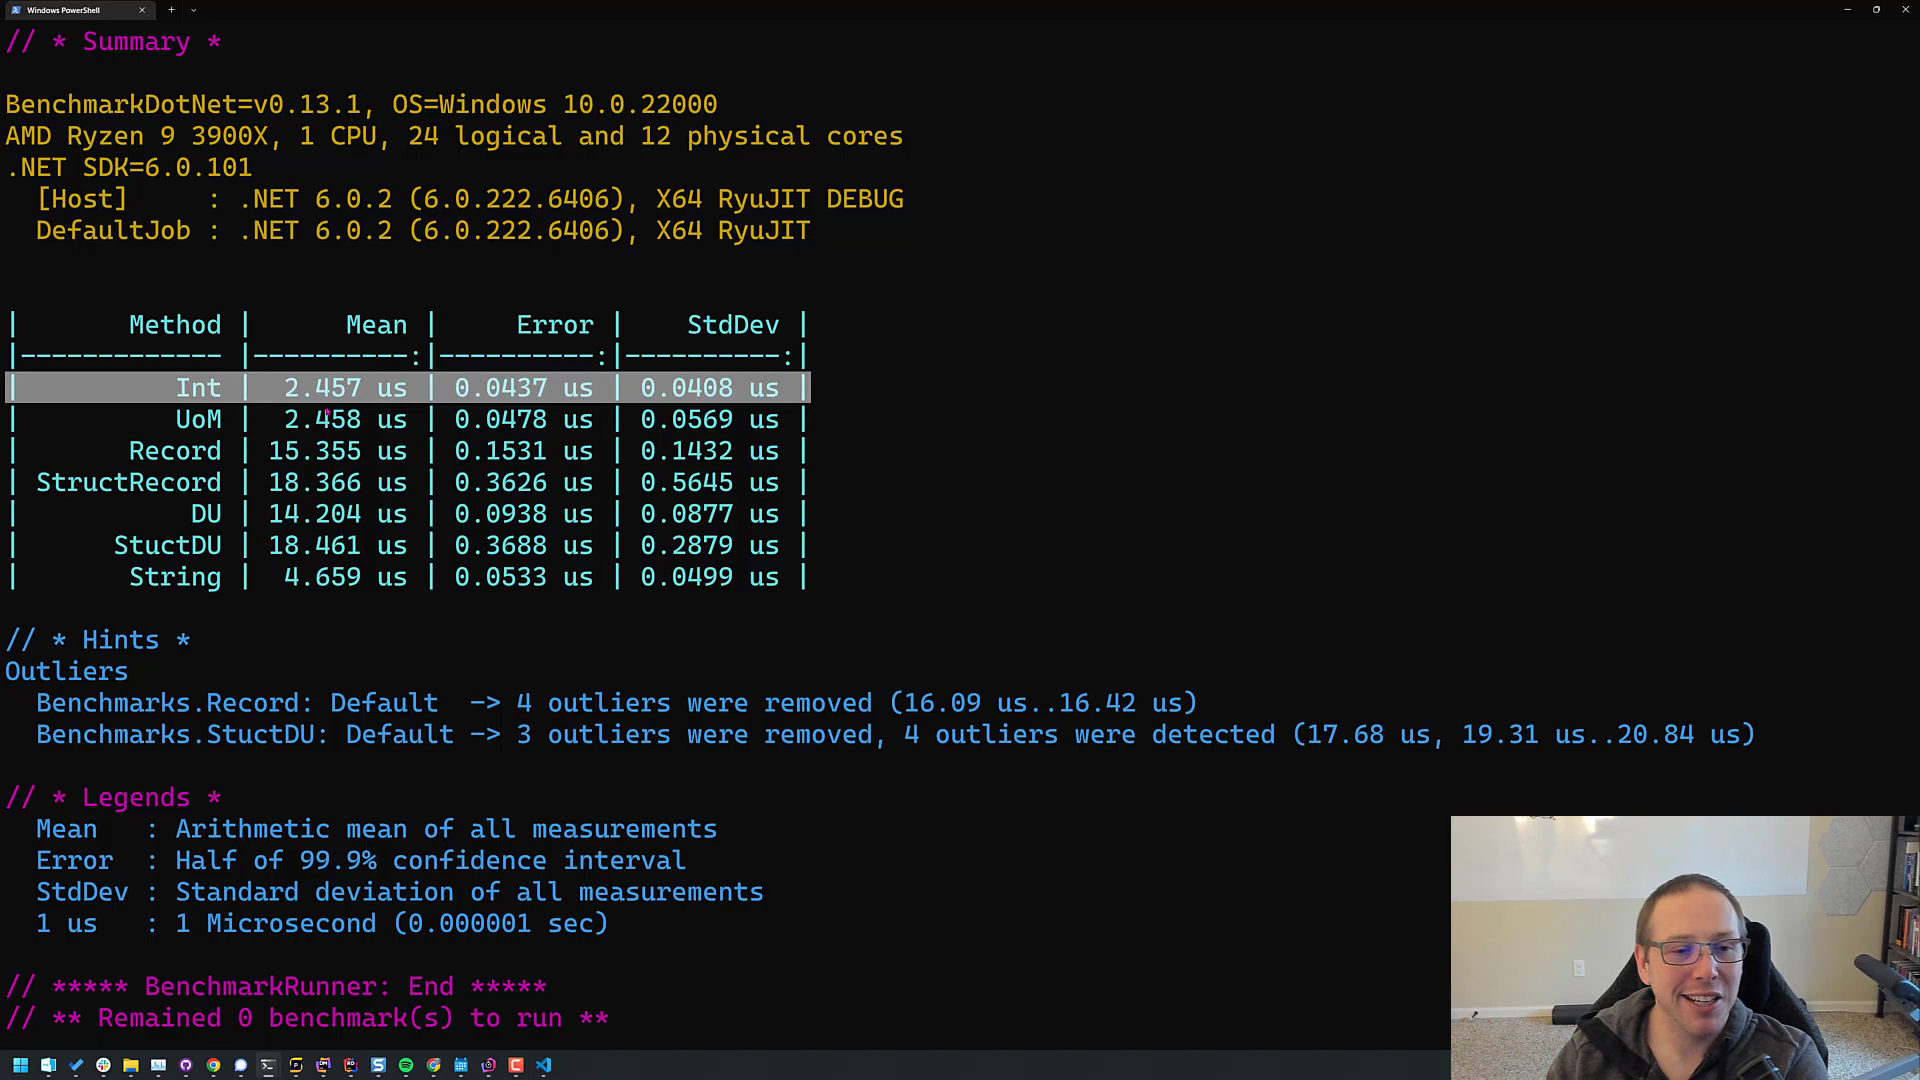 Windows PowerShell
// * Summary *
BenchmarkDotNet=v0.13.1, OS=Windows 10.0.22000
AMD Ryzen 9 3900X, 1 CPU, 24 logical and 12 physical cores
.NET SDK=6.0.101
[Host]     : .NET 6.0.2 (6.0.222.6406), X64 RyuJIT DEBUG
DefaultJob : .NET 6.0.2 (6.0.222.6406), X64 RyuJIT
|       Method |       Mean |      Error |     StdDev |
|------------- |----------:|----------:|----------:|
|          Int |   2.457 us | 0.0437 us | 0.0408 us |
|          UoM |   2.458 us | 0.0478 us | 0.0569 us |
|       Record |  15.355 us | 0.1531 us | 0.1432 us |
| StructRecord |  18.366 us | 0.3626 us | 0.5645 us |
|           DU |  14.204 us | 0.0938 us | 0.0877 us |
|      StuctDU |  18.461 us | 0.3688 us | 0.2879 us |
|       String |   4.659 us | 0.0533 us | 0.0499 us |
// * Hints *
Outliers
Benchmarks.Record: Default  -> 4 outliers were removed (16.09 us..16.42 us)
Benchmarks.StuctDU: Default -> 3 outliers were removed, 4 outliers were detected (17.68 us, 19.31 us..20.84 us)
// * Legends *
Mean   : Arithmetic mean of all measurements
Error  : Half of 99.9% confidence interval
StdDev : Standard deviation of all measurements
1 us   : 1 Microsecond (0.000001 sec)
// ***** BenchmarkRunner: End *****
// ** Remained 0 benchmark(s) to run **